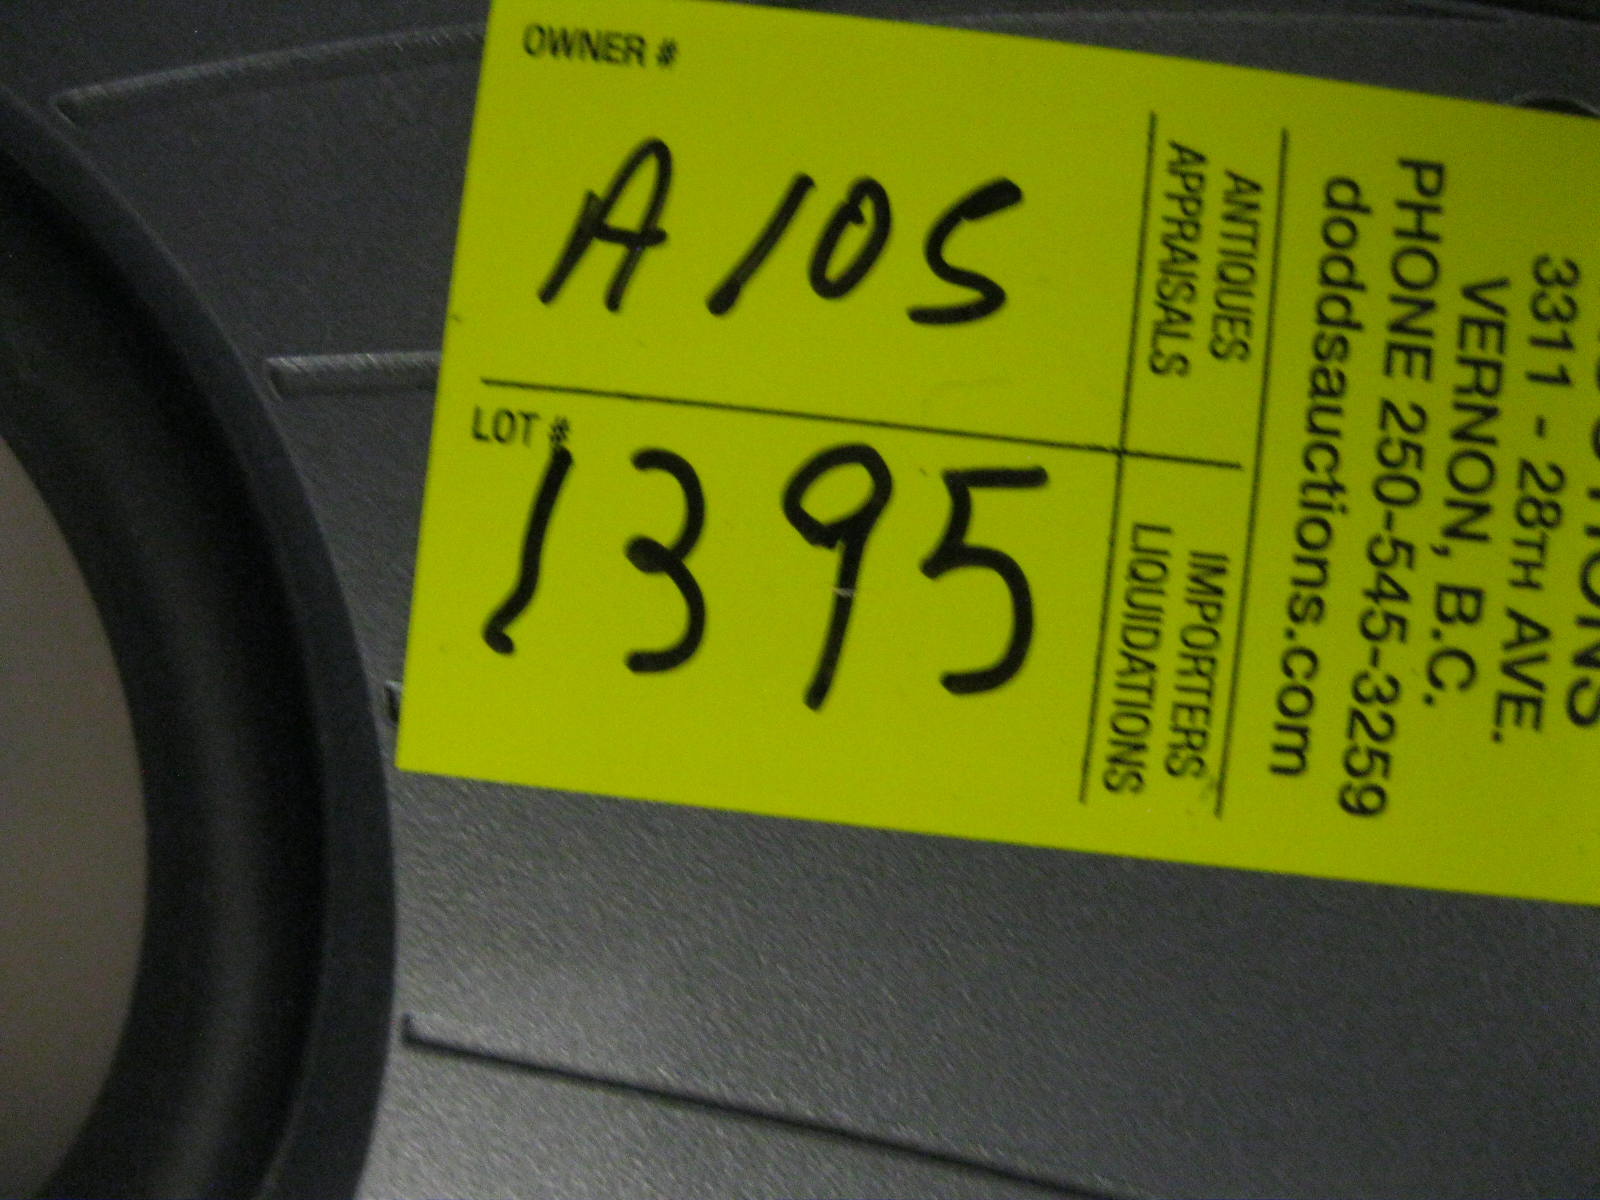 OWNER #
A105
LOT #
1395
ANTIQUES
APPRAISALS
IMPORTERS
LIQUIDATIONS
3311 - 28TH AVE.
VERNON, B.C.
PHONE 250-545-3259
doddsauctions.com